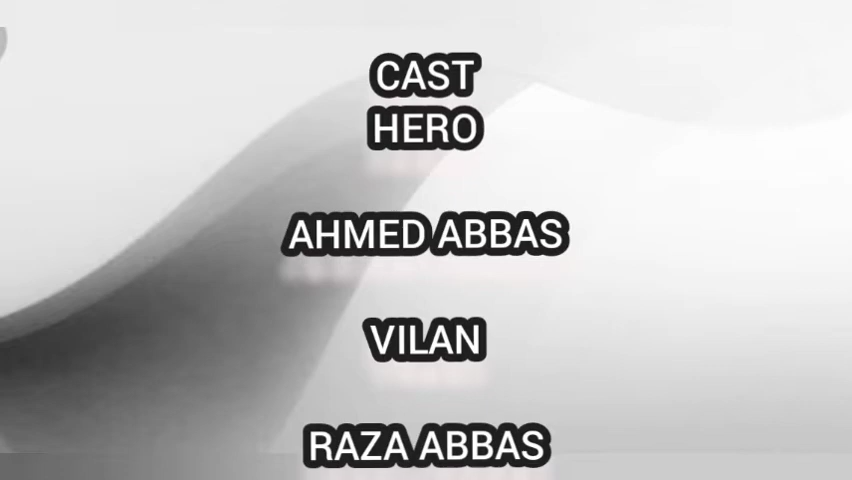 CAST
HERO
AHMED ABBAS
VILAN
RAZA ABBAS